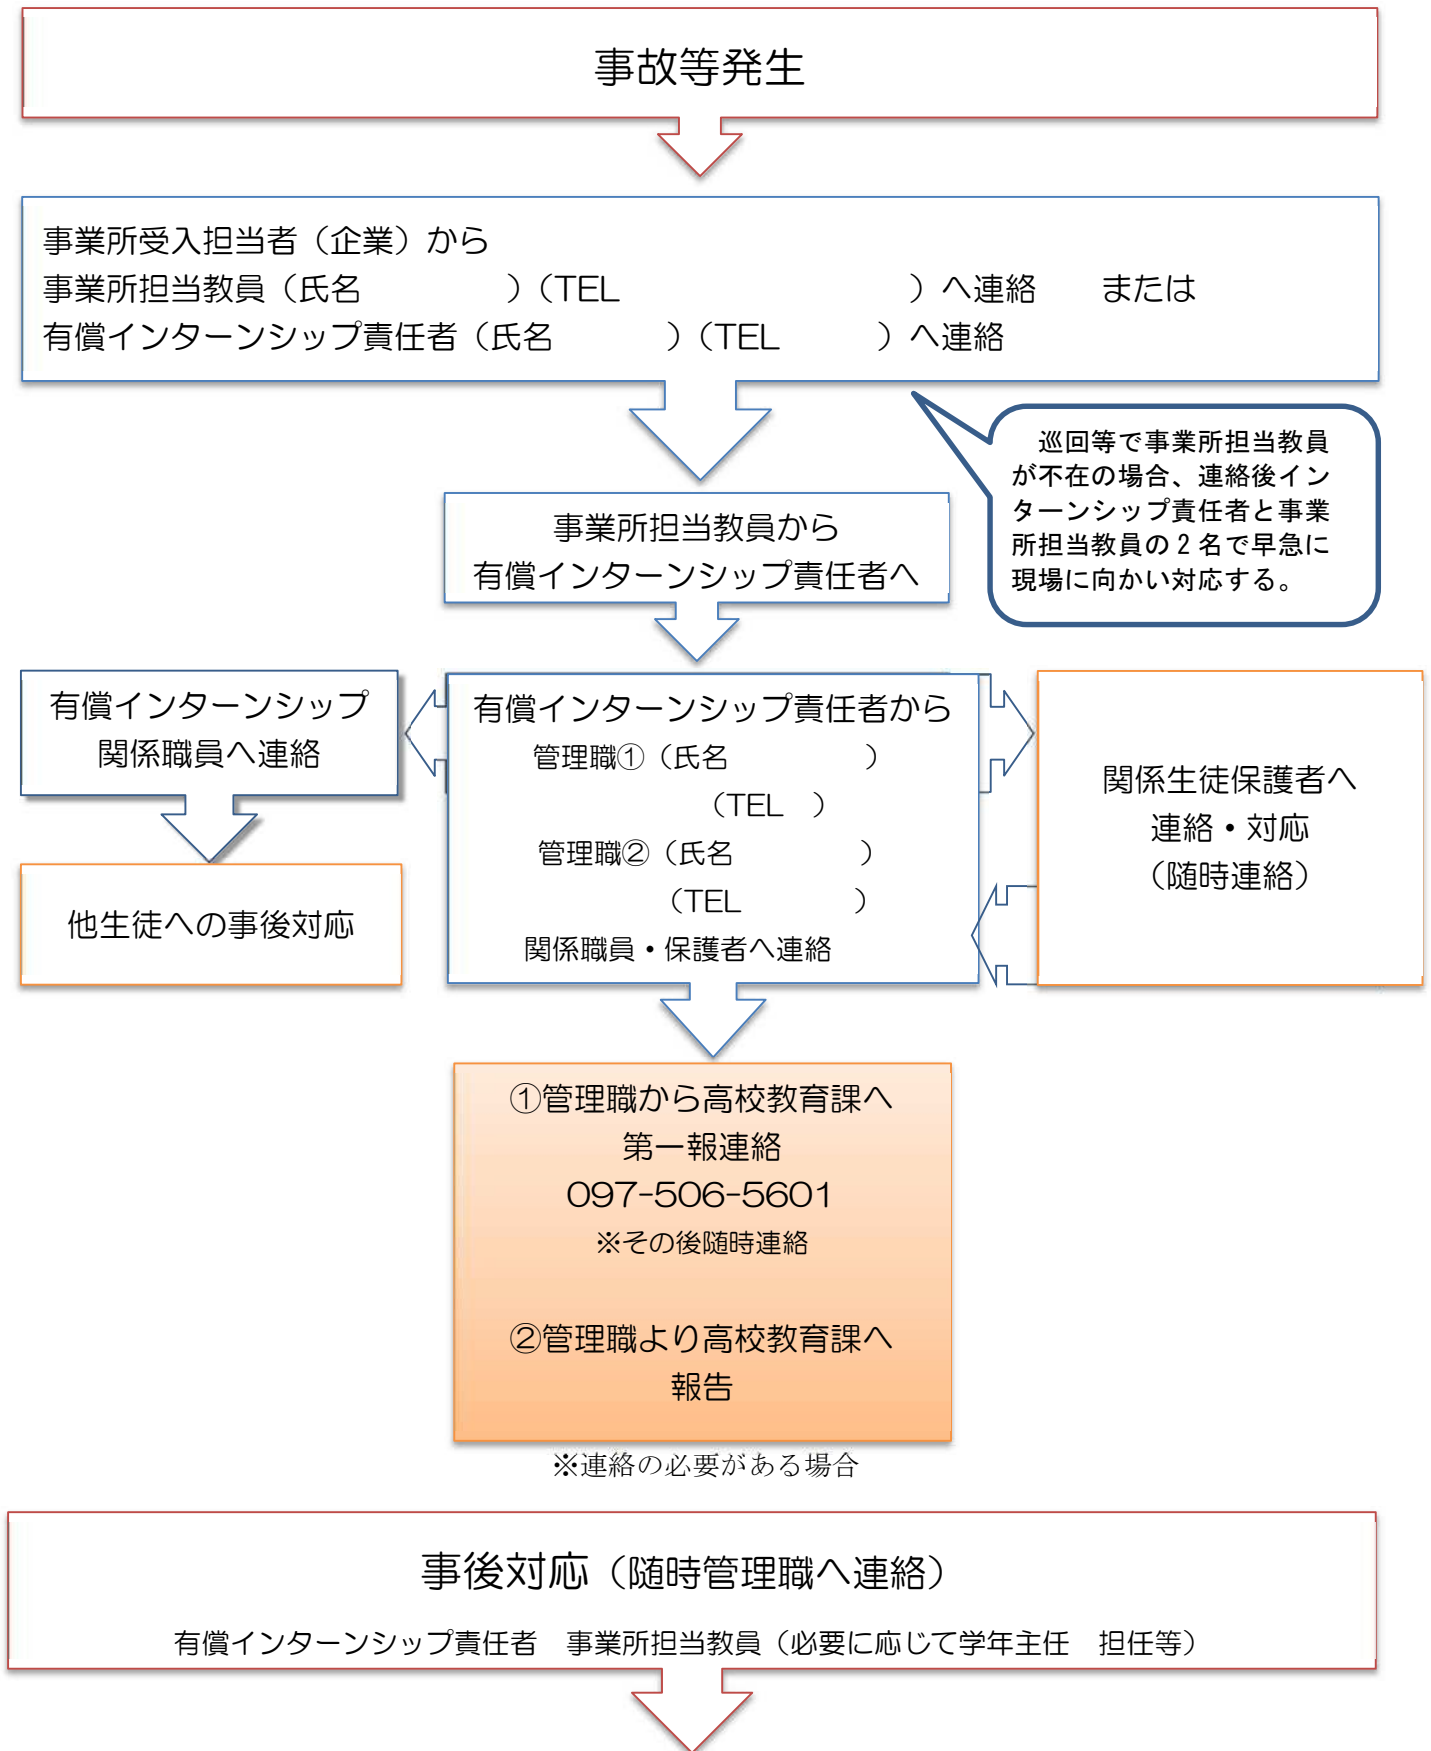 事故等発生
事業所受入担当者（企業）から
事業所担当教員（氏名　　　　）（TEL　　　　　　　　）へ連絡　　または
有償インターンシップ責任者（氏名　　　）（TEL　　　）へ連絡
巡回等で事業所担当教員
が不在の場合、連絡後イン
ターンシップ責任者と事業
所担当教員の２名で早急に
現場に向かい対応する。
事業所担当教員から
有償インターンシップ責任者へ
有償インターンシップ
関係職員へ連絡
他生徒への事後対応
有償インターンシップ責任者から
管理職①（氏名　　　　）
（TEL　）
管理職②（氏名　　　　）
（TEL　　　）
関係職員・保護者へ連絡
関係生徒保護者へ
連絡・対応
（随時連絡）
①管理職から高校教育課へ
第一報連絡
097-506-5601
※その後随時連絡
②管理職より高校教育課へ
報告
※連絡の必要がある場合
事後対応（随時管理職へ連絡）
有償インターンシップ責任者　事業所担当教員（必要に応じて学年主任　担任等）